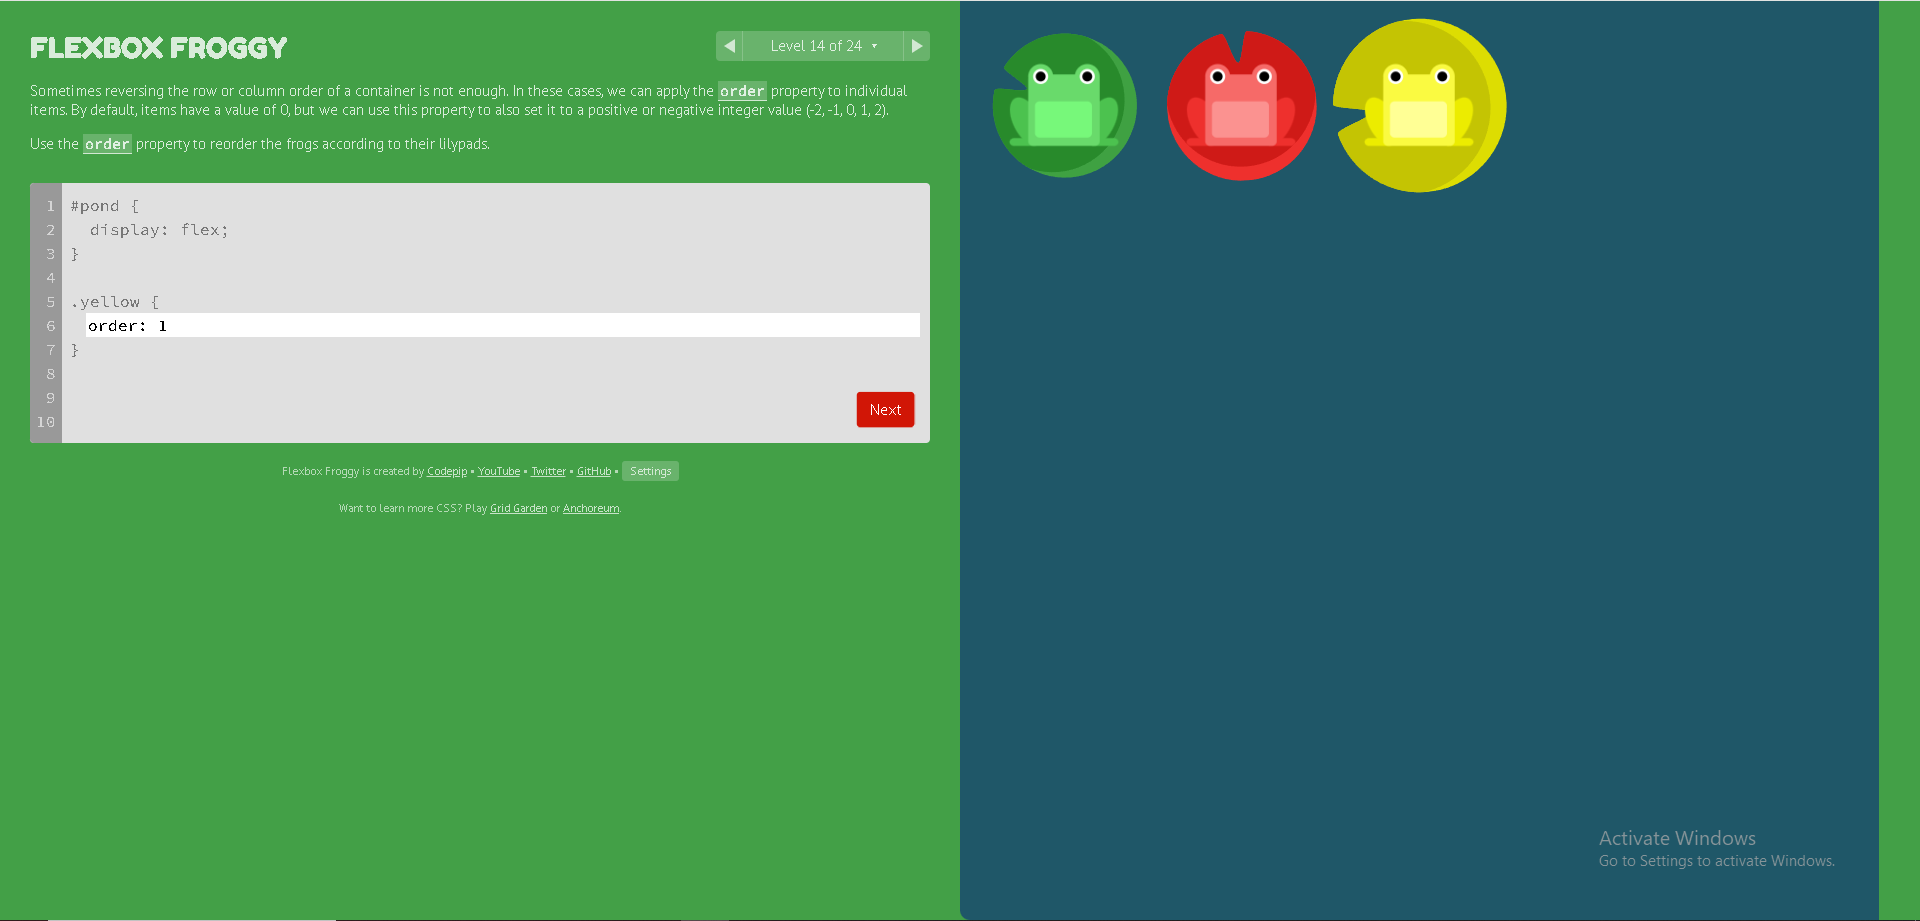 FLEXBOX FROGGY
Level 14 of 24
Sometimes reversing the row or column order of a container is not enough. In these cases, we can apply the order property to individual
items. By default, items have a value of 0, but we can use this property to also set it to a positive or negative integer value (-2, -1, 0, 1, 2).
Use the order property to reorder the frogs according to their lilypads.
1 #pond {
2 display: flex;
3 }
4
5 .yellow {
6 order: 1
7 }
8
9
10
Next
Flexbox Froggy is created by Codepip • YouTube • Twitter • GitHub • Settings
Want to learn more CSS? Play Grid Garden or Anchoreum.
Activate Windows
Go to Settings to activate Windows.